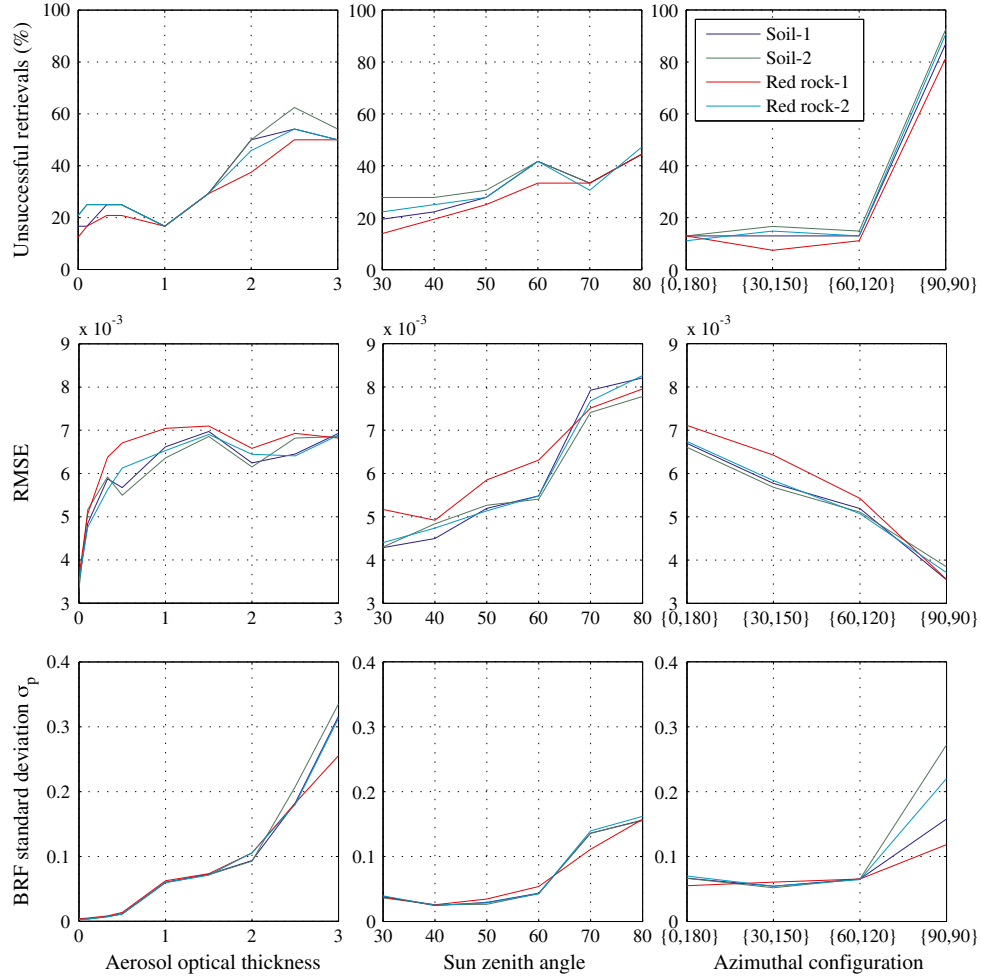 Unsuccessful retrievals (%)
100
80
60
40
20
0
0 1 2 3
100
80
60
40
20
0
30 40 50 60 70 80
100
80
60
40
20
0
{0,180} {30,150} {60,120} {90,90}
Soil-1
Soil-2
Red rock-1
Red rock-2
RMSE
x 10⁻³
9
8
7
6
5
4
3
0 1 2 3
x 10⁻³
9
8
7
6
5
4
3
30 40 50 60 70 80
x 10⁻³
9
8
7
6
5
4
3
{0,180} {30,150} {60,120} {90,90}
BRF standard deviation σp
0.4
0.3
0.2
0.1
0
0 1 2 3
Aerosol optical thickness
0.4
0.3
0.2
0.1
0
30 40 50 60 70 80
Sun zenith angle
0.4
0.3
0.2
0.1
0
{0,180} {30,150} {60,120} {90,90}
Azimuthal configuration